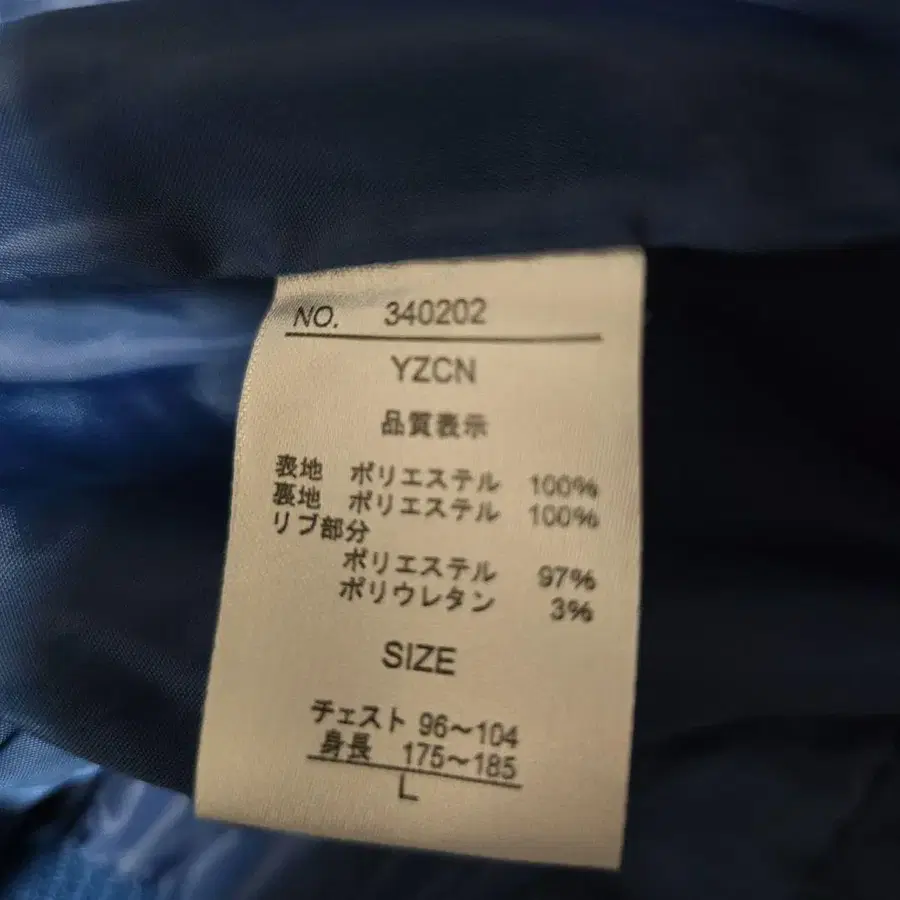 NO. 340202
YZCN
品質表示
表地 ポリエステル 100%
裏地 ポリエステル 100%
リブ部分
ポリエステル 97%
ポリウレタン 3%
SIZE
チェスト 96~104
身長 175~185
L